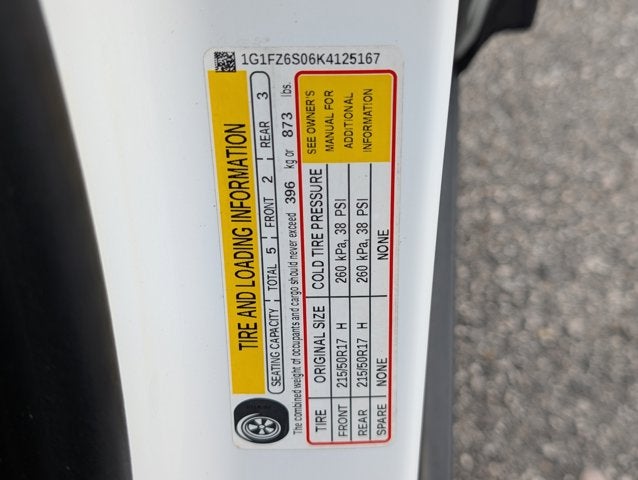 1G1FZ6S06K4125167
TIRE AND LOADING INFORMATION
SEATING CAPACITY TOTAL 5 FRONT 2 REAR 3
The combined weight of occupants and cargo should never exceed 396 kg or 873 lbs.
TIRE ORIGINAL SIZE COLD TIRE PRESSURE
FRONT 215/50R17 H 260 kPa, 38 PSI
REAR 215/50R17 H 260 kPa, 38 PSI
SPARE NONE NONE
SEE OWNER'S
MANUAL FOR
ADDITIONAL
INFORMATION